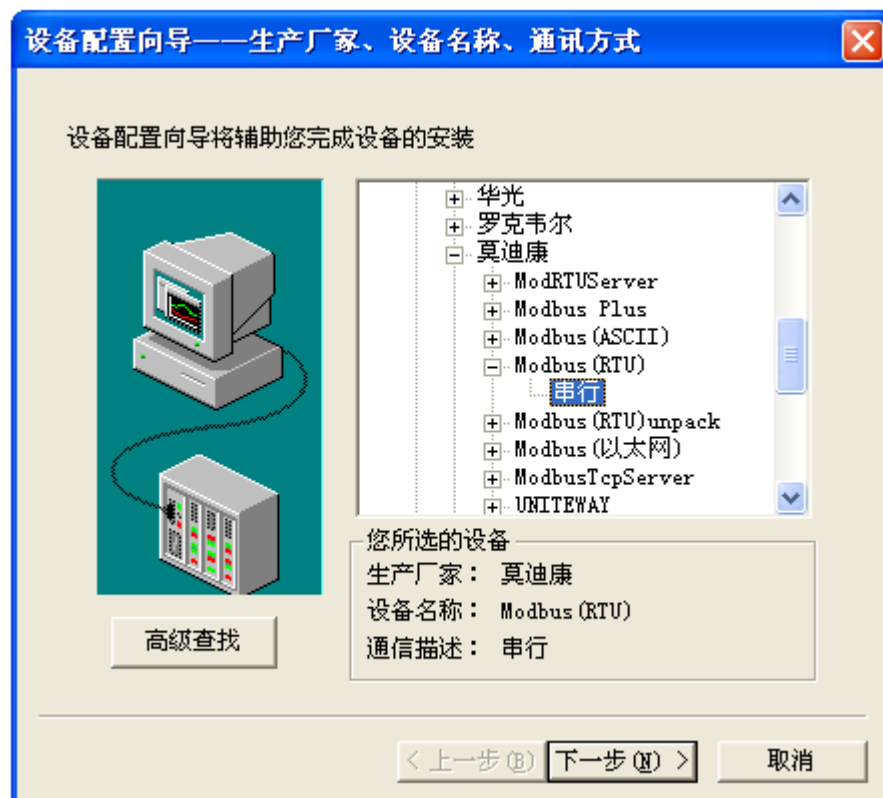 设备配置向导——生产厂家、设备名称、通讯方式
设备配置向导将辅助您完成设备的安装
华光
罗克韦尔
莫迪康
ModRTUServer
Modbus Plus
Modbus(ASCII)
Modbus(RTU)
串行
Modbus(RTU)unpack
Modbus(以太网)
ModbusTcpServer
UNITEWAY
您所选的设备
生产厂家： 莫迪康
设备名称： Modbus(RTU)
通信描述： 串行
高级查找
< 上一步(B)
下一步(N) >
取消